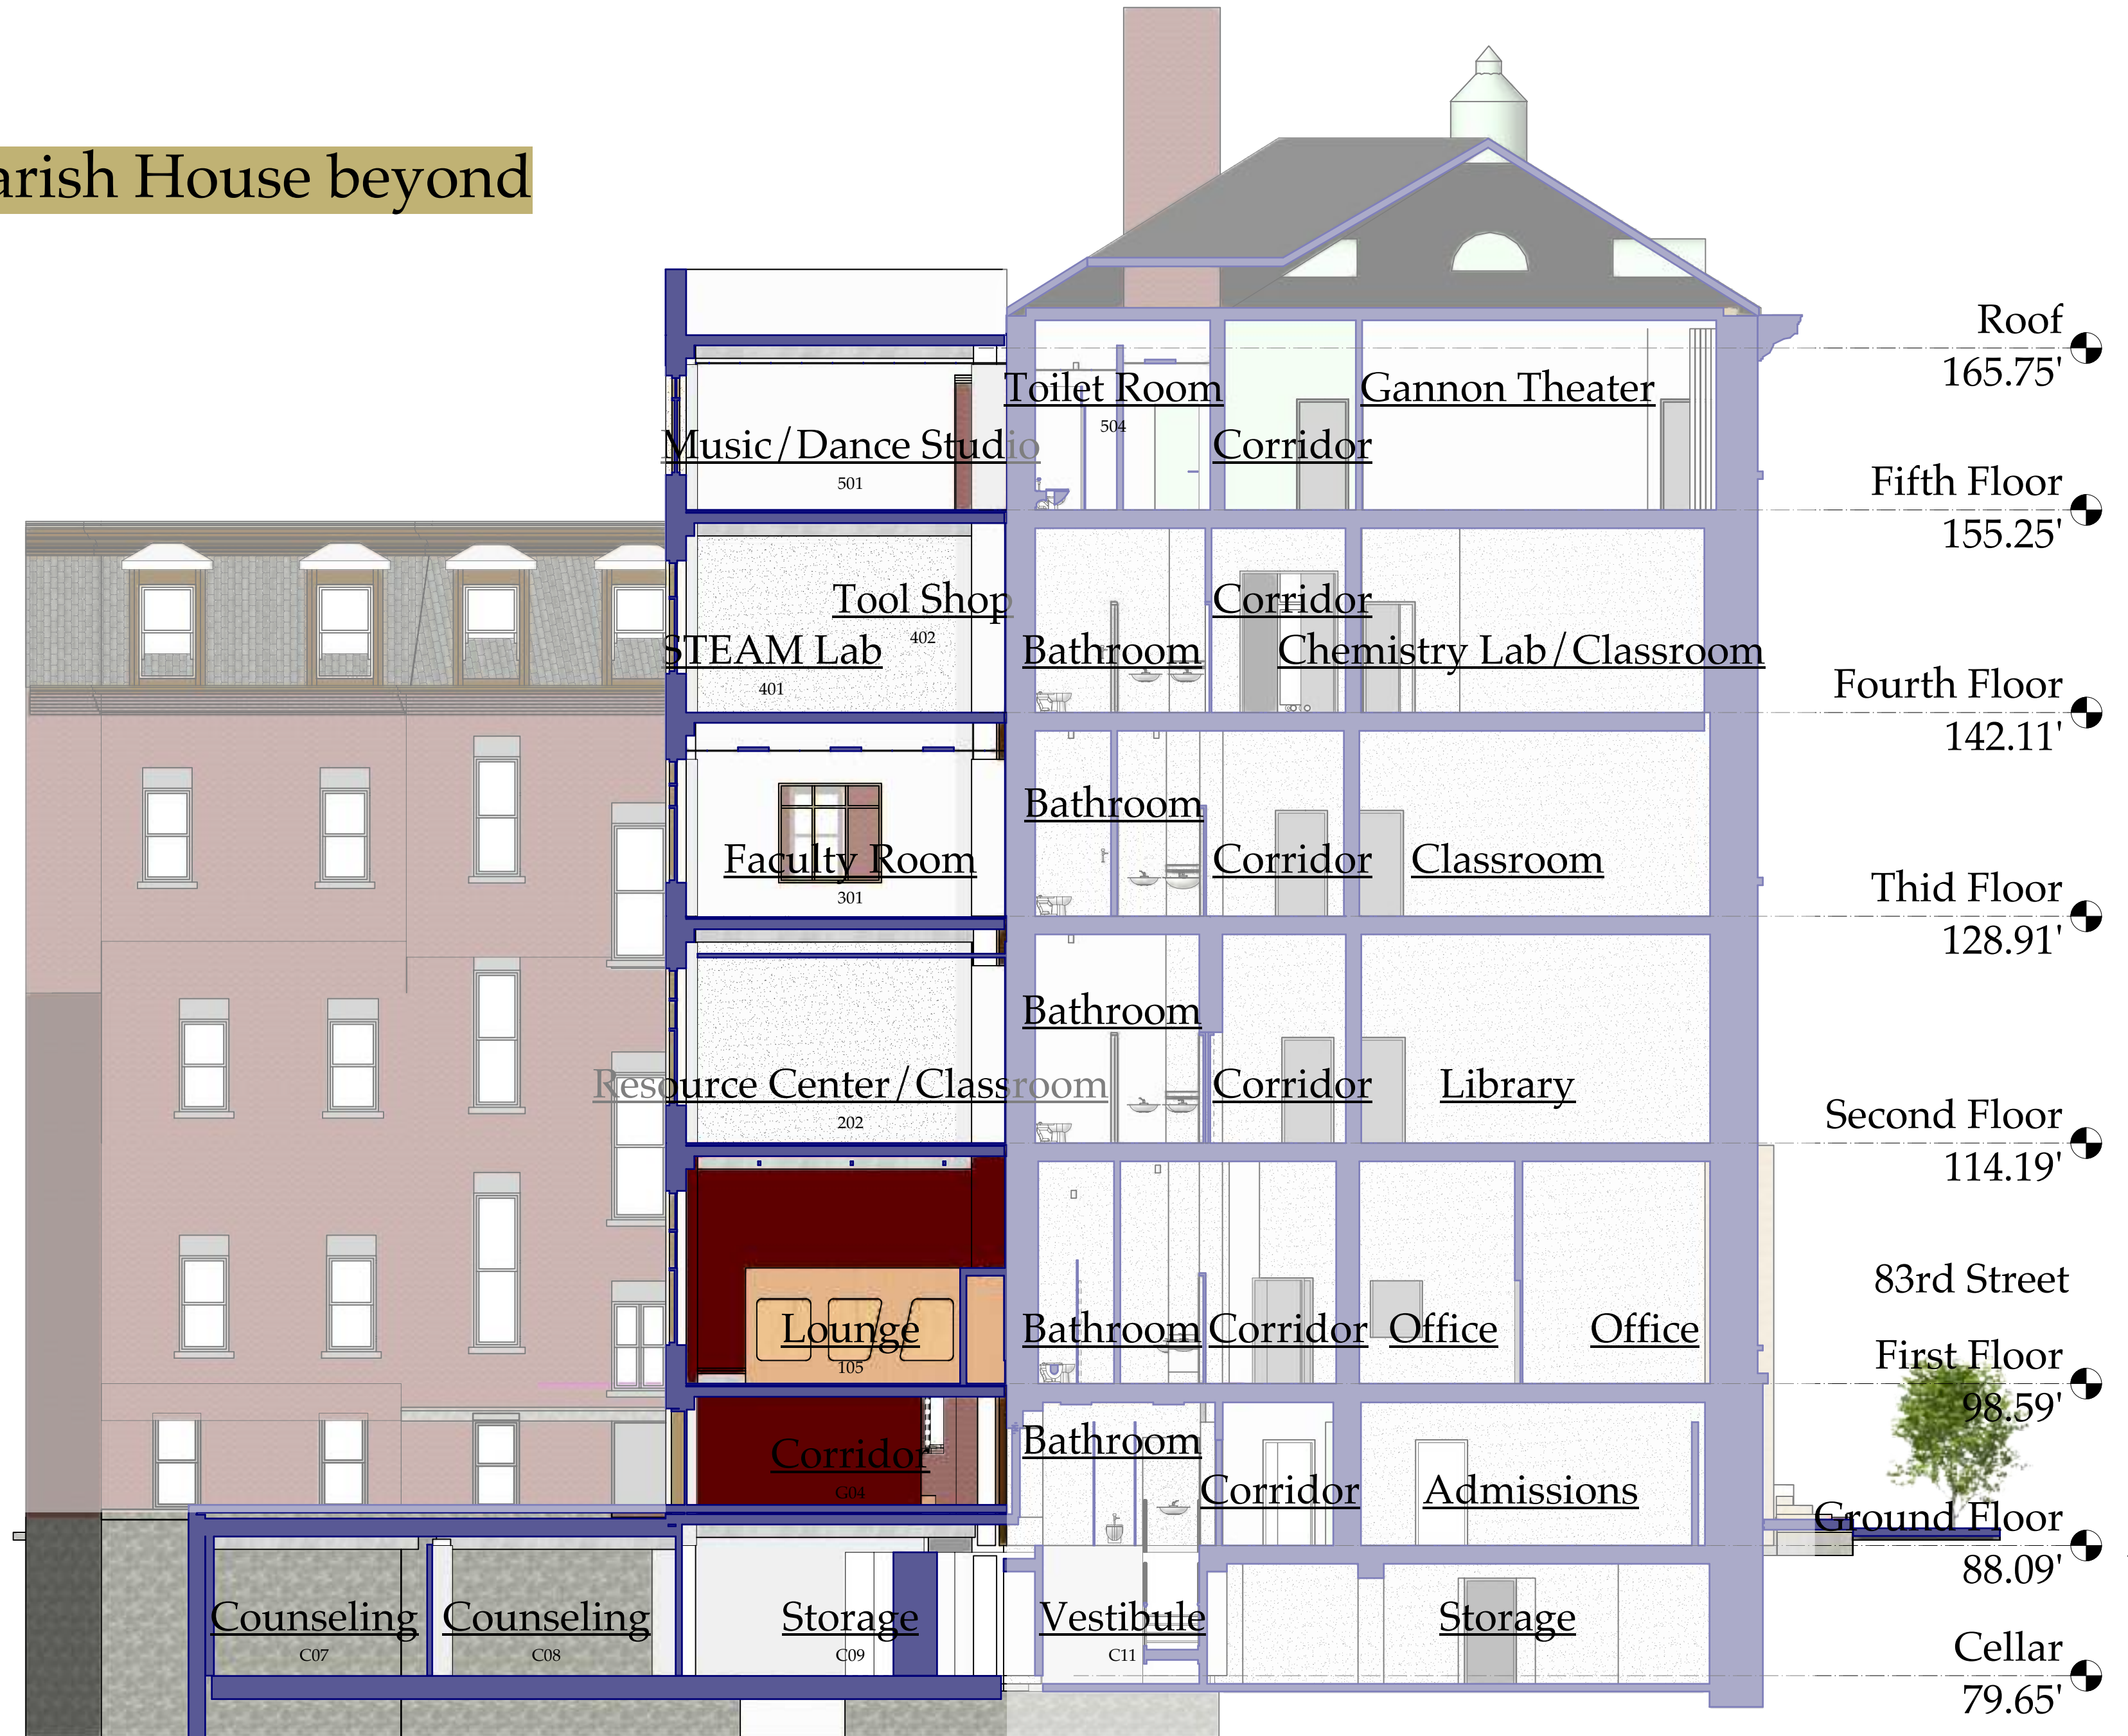 arish House beyond
Roof
165.75'
Toilet Room
504
Gannon Theater
Music/Dance Studio
501
Corridor
Fifth Floor
155.25'
Tool Shop
402
Corridor
STEAM Lab
401
Bathroom
Chemistry Lab/Classroom
Fourth Floor
142.11'
Bathroom
Faculty Room
301
Corridor
Classroom
Thid Floor
128.91'
Bathroom
Resource Center/Classroom
202
Corridor
Library
Second Floor
114.19'
83rd Street
Lounge
105
Bathroom
Corridor
Office
Office
First Floor
98.59'
Corridor
G04
Bathroom
Corridor
Admissions
Ground Floor
88.09'
Counseling
C07
Counseling
C08
Storage
C09
Vestibule
C11
Storage
Cellar
79.65'